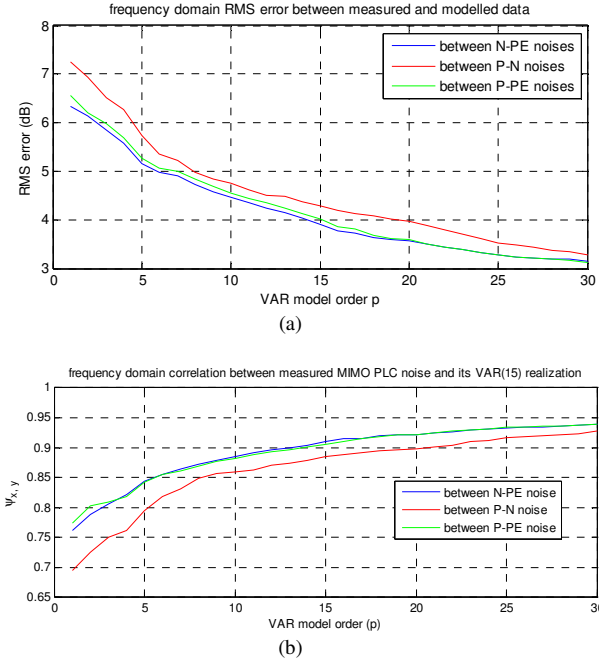 frequency domain RMS error between measured and modelled data
8
7
6
5
4
3
RMS error (dB)
between N-PE noises
between P-N noises
between P-PE noises
0 5 10 15 20 25 30
VAR model order p
(a)
frequency domain correlation between measured MIMO PLC noise and its VAR(15) realization
1
0.95
0.9
0.85
0.8
0.75
0.7
0.65
Ψx, y
between N-PE noise
between P-N noise
between P-PE noise
0 5 10 15 20 25 30
VAR model order (p)
(b)